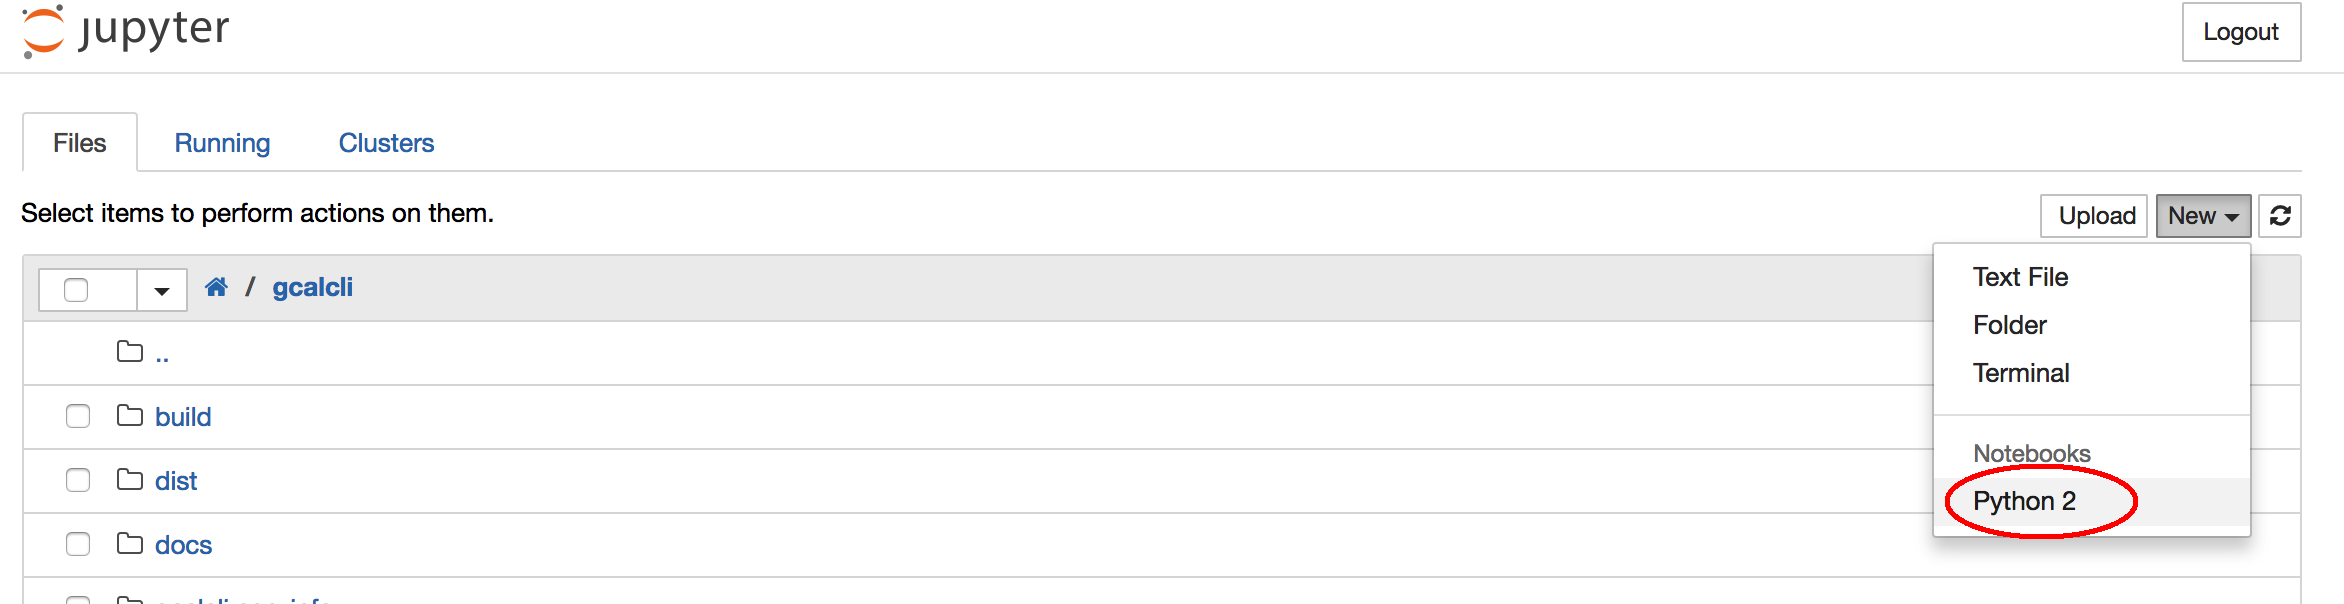 jupyter
Logout
Files Running Clusters
Select items to perform actions on them.
Upload New
/ gcalcli
Text File
Folder
Terminal
Notebooks
Python 2
..
build
dist
docs